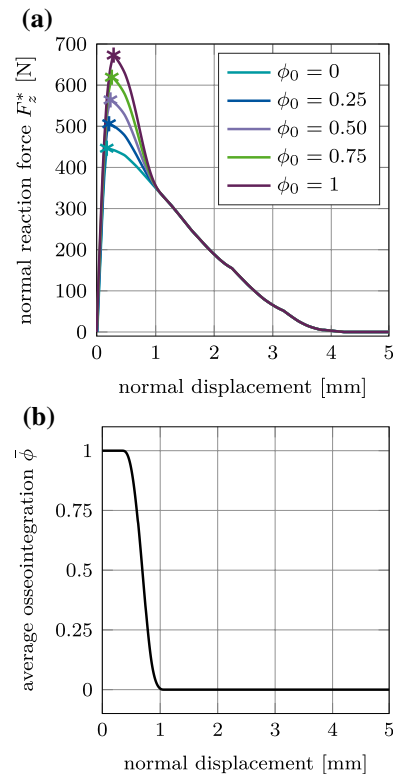 (a)
700
600
500
400
300
200
100
0
normal reaction force F_z^* [N]
ϕ₀ = 0
ϕ₀ = 0.25
ϕ₀ = 0.50
ϕ₀ = 0.75
ϕ₀ = 1
0 1 2 3 4 5
normal displacement [mm]
(b)
1
0.75
0.5
0.25
0
average osseointegration ϕ̄
0 1 2 3 4 5
normal displacement [mm]